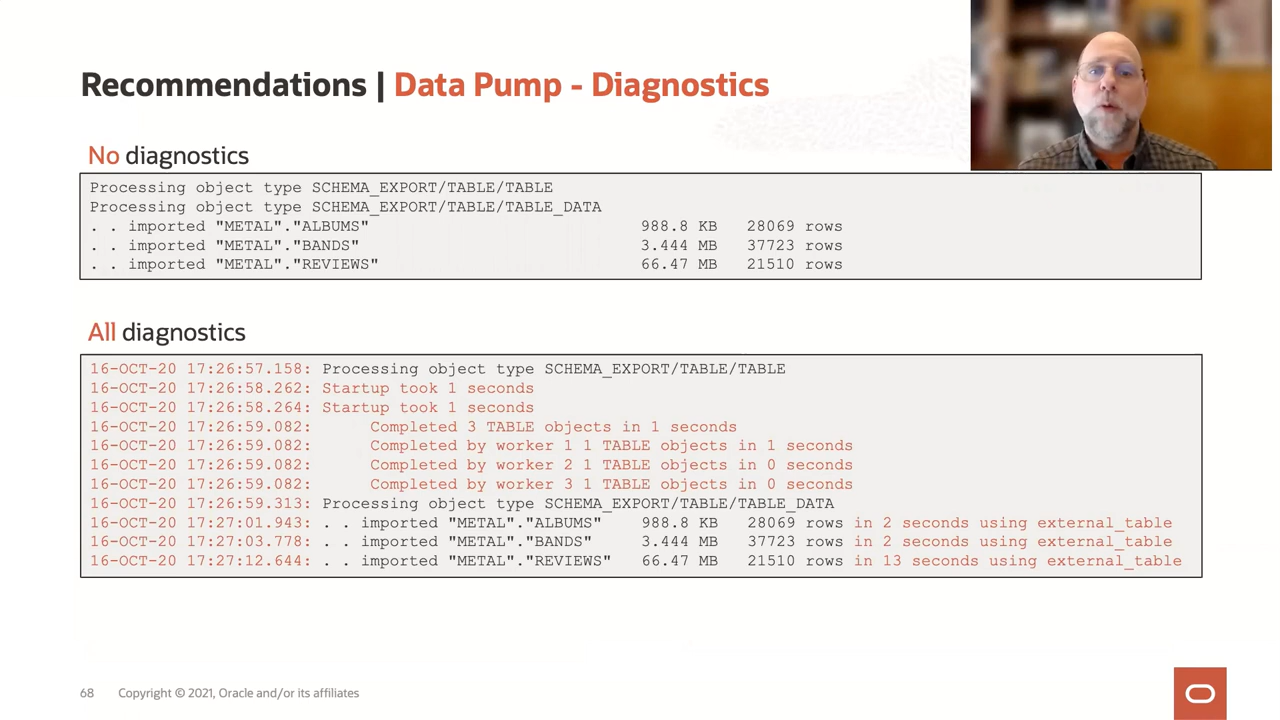 Recommendations | Data Pump - Diagnostics
No diagnostics
Processing object type SCHEMA_EXPORT/TABLE/TABLE
Processing object type SCHEMA_EXPORT/TABLE/TABLE_DATA
. . imported "METAL"."ALBUMS" 988.8 KB 28069 rows
. . imported "METAL"."BANDS" 3.444 MB 37723 rows
. . imported "METAL"."REVIEWS" 66.47 MB 21510 rows
All diagnostics
16-OCT-20 17:26:57.158: Processing object type SCHEMA_EXPORT/TABLE/TABLE
16-OCT-20 17:26:58.262: Startup took 1 seconds
16-OCT-20 17:26:58.264: Startup took 1 seconds
16-OCT-20 17:26:59.082: Completed 3 TABLE objects in 1 seconds
16-OCT-20 17:26:59.082: Completed by worker 1 1 TABLE objects in 1 seconds
16-OCT-20 17:26:59.082: Completed by worker 2 1 TABLE objects in 0 seconds
16-OCT-20 17:26:59.082: Completed by worker 3 1 TABLE objects in 0 seconds
16-OCT-20 17:26:59.313: Processing object type SCHEMA_EXPORT/TABLE/TABLE_DATA
16-OCT-20 17:27:01.943: . . imported "METAL"."ALBUMS" 988.8 KB 28069 rows in 2 seconds using external_table
16-OCT-20 17:27:03.778: . . imported "METAL"."BANDS" 3.444 MB 37723 rows in 2 seconds using external_table
16-OCT-20 17:27:12.644: . . imported "METAL"."REVIEWS" 66.47 MB 21510 rows in 13 seconds using external_table
68 Copyright © 2021, Oracle and/or its affiliates